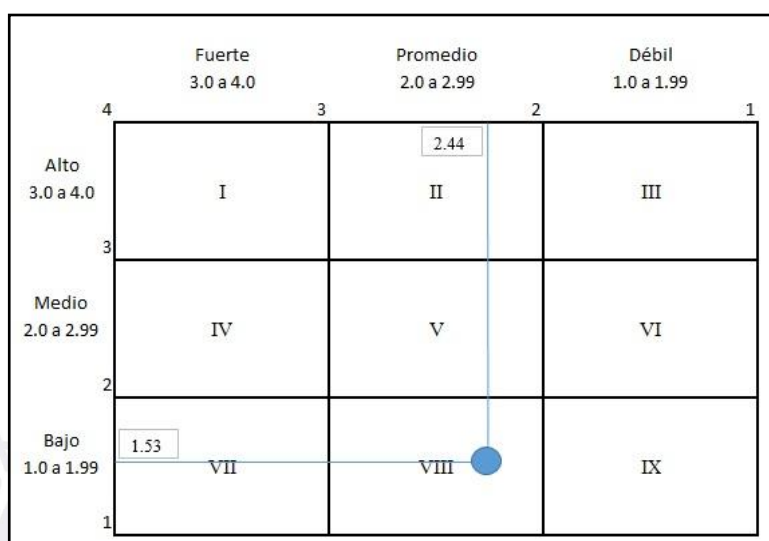 Fuerte Promedio Débil
3.0 a 4.0 2.0 a 2.99 1.0 a 1.99
4 3 2 1
2.44
Alto
3.0 a 4.0 I II III
3
Medio
2.0 a 2.99 IV V VI
2
Bajo 1.53
1.0 a 1.99 VII VIII IX
1